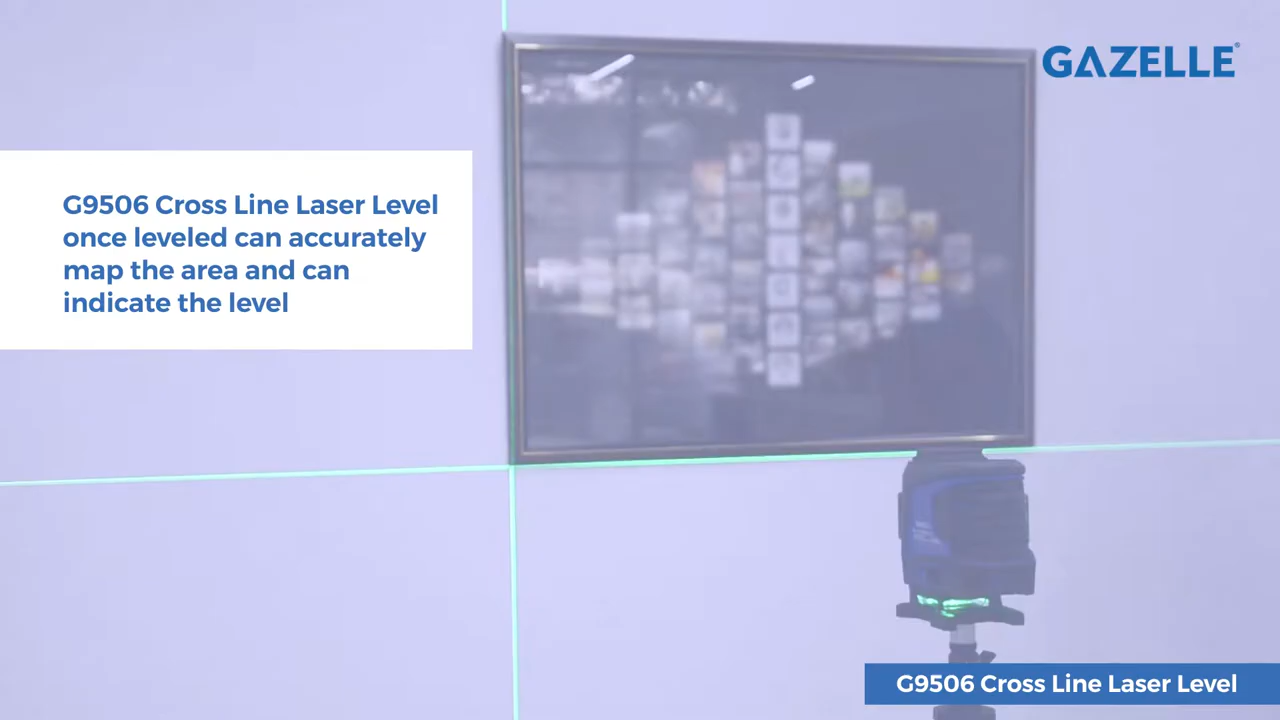 GAZELLE®
G9506 Cross Line Laser Level
once leveled can accurately
map the area and can
indicate the level
G9506 Cross Line Laser Level